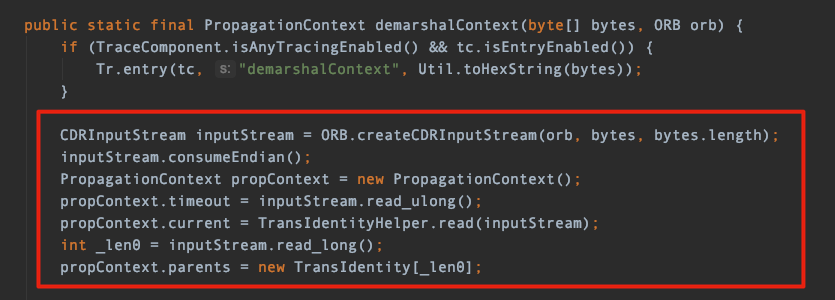 public static final PropagationContext demarshalContext(byte[] bytes, ORB orb) {
if (TraceComponent.isAnyTracingEnabled() && tc.isEntryEnabled()) {
Tr.entry(tc, s: "demarshalContext", Util.toHexString(bytes));
}
CDRInputStream inputStream = ORB.createCDRInputStream(orb, bytes, bytes.length);
inputStream.consumeEndian();
PropagationContext propContext = new PropagationContext();
propContext.timeout = inputStream.read_ulong();
propContext.current = TransIdentityHelper.read(inputStream);
int _len0 = inputStream.read_long();
propContext.parents = new TransIdentity[_len0];